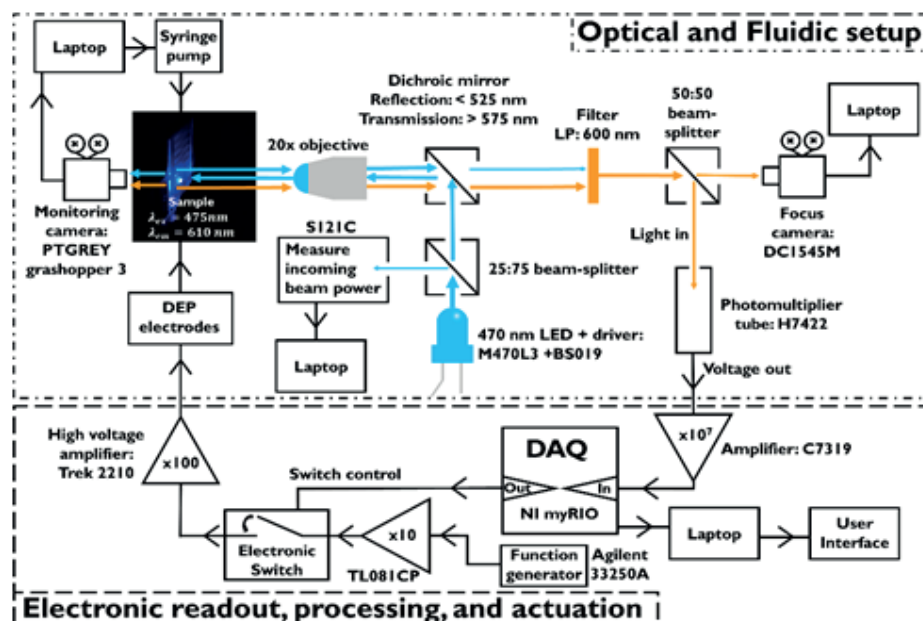 Optical and Fluidic setup
Laptop
Syringe
pump
Dichroic mirror
Reflection: < 525 nm
Transmission: > 575 nm
Filter
LP: 600 nm
50:50
beam-
splitter
Laptop
20x objective
Sample
= 475nm
= 610 nm
Monitoring
camera:
PTGREY
grashopper 3
S121C
Measure
incoming
beam power
25:75 beam-splitter
Light in
Focus
camera:
DC1545M
DEP
electrodes
Laptop
470 nm LED + driver:
M470L3 +BS019
Photomultiplier
tube: H7422
Voltage out
High voltage
amplifier:
Trek 2210
x100
Switch control
DAQ
Out
In
NI myRIO
x10⁷
Amplifier: C7319
Electronic
Switch
x10
TL081CP
Function
generator
Agilent
33250A
Laptop
User
Interface
Electronic readout, processing, and actuation